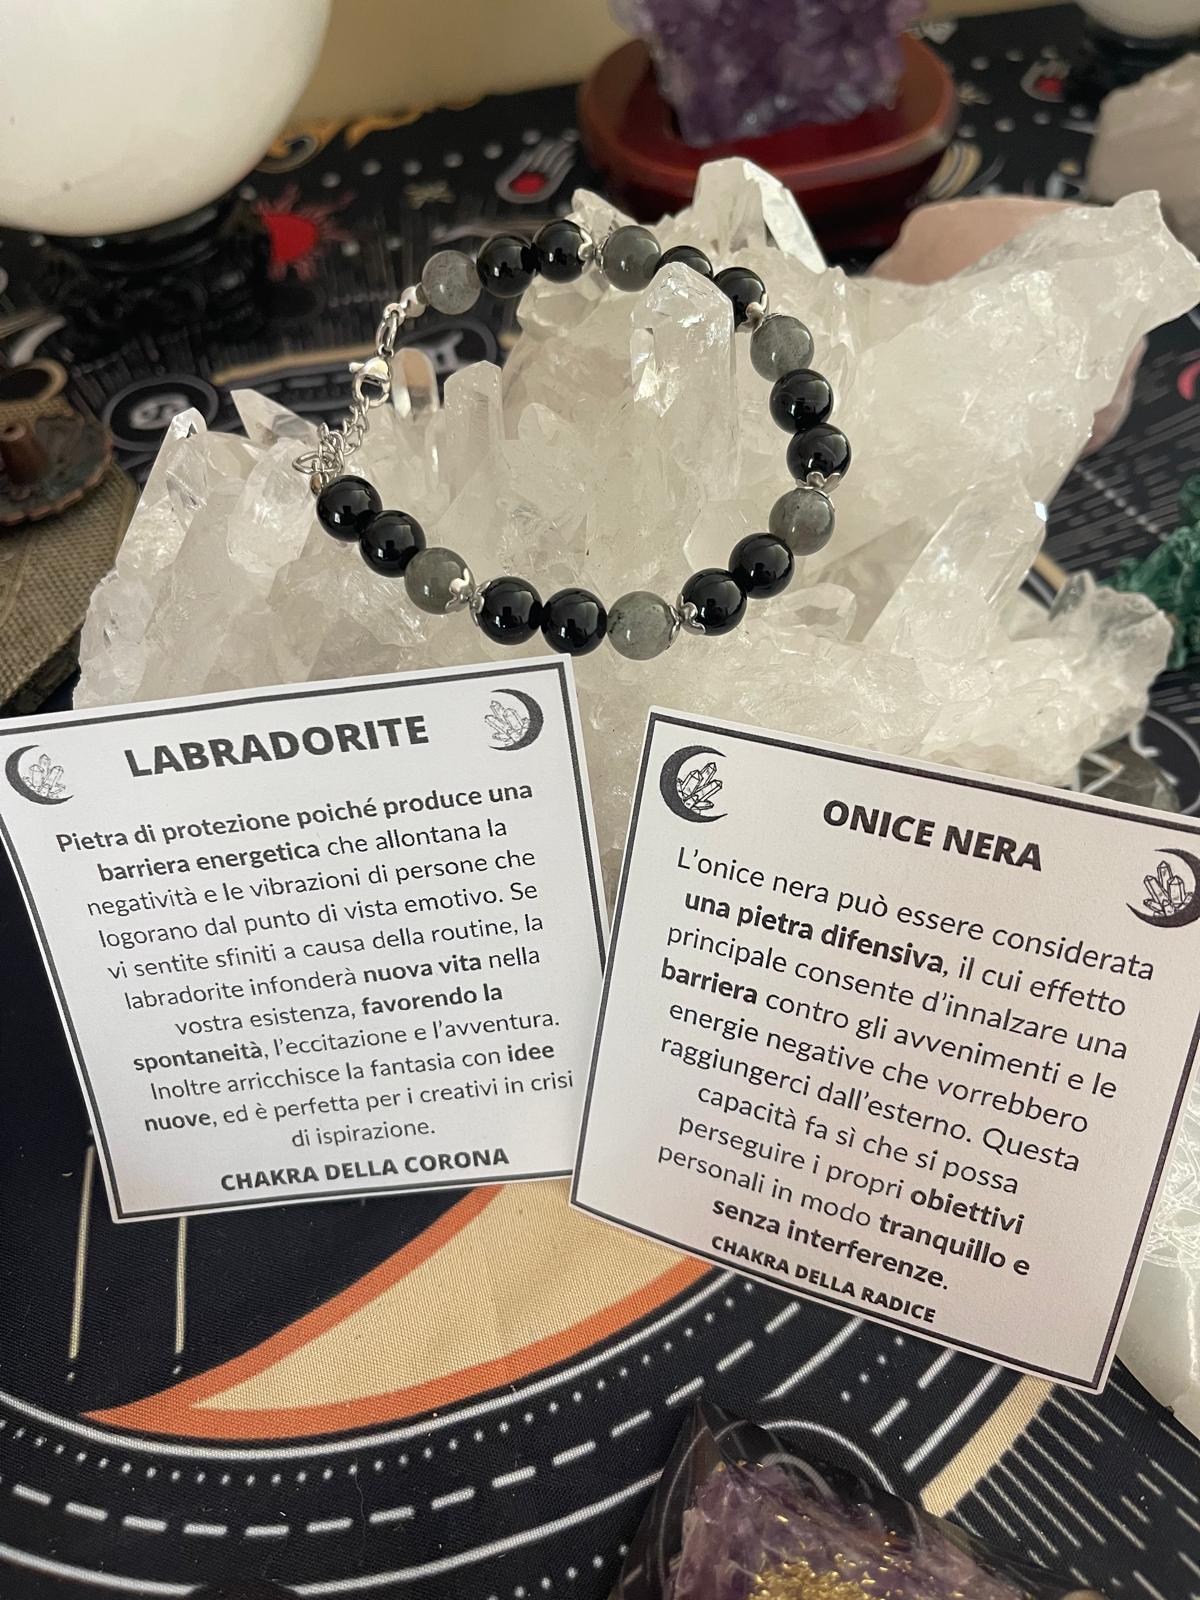 LABRADORITE
Pietra di protezione poiché produce una
barriera energetica che allontana la
negatività e le vibrazioni di persone che
logorano dal punto di vista emotivo. Se
vi sentite sfiniti a causa della routine, la
labradorite infonderà nuova vita nella
vostra esistenza, favorendo la
spontaneità, l'eccitazione e l'avventura.
Inoltre arricchisce la fantasia con idee
nuove, ed è perfetta per i creativi in crisi
di ispirazione.
CHAKRA DELLA CORONA
ONICE NERA
L'onice nera può essere considerata
una pietra difensiva, il cui effetto
principale consente d'innalzare una
barriera contro gli avvenimenti e le
energie negative che vorrebbero
raggiungerci dall'esterno. Questa
capacità fa sì che si possa
perseguire i propri obiettivi
personali in modo tranquillo e
senza interferenze.
CHAKRA DELLA RADICE